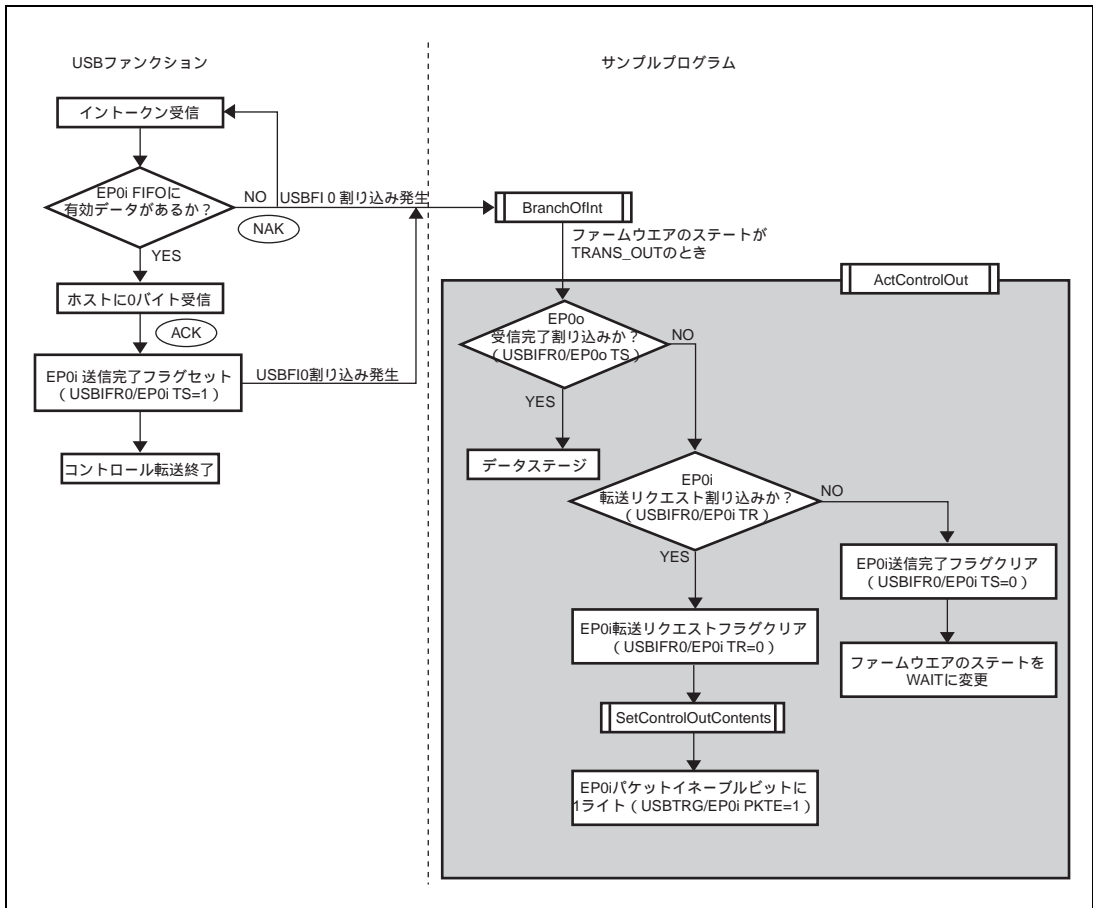 USBファンクション
サンプルプログラム
イントークン受信
EP0i FIFOに
有効データがあるか？
NO
USBFI 0 割り込み発生
NAK
YES
ホストに0バイト受信
ACK
EP0i 送信完了フラグセット
（USBIFR0/EP0i TS=1）
USBFI0割り込み発生
コントロール転送終了
BranchOfInt
ファームウエアのステートが
TRANS_OUTのとき
ActControlOut
EP0o
受信完了割り込みか？
（USBIFR0/EP0o TS）
NO
YES
データステージ
EP0i
転送リクエスト割り込みか？
（USBIFR0/EP0i TR）
NO
YES
EP0i転送リクエストフラグクリア
（USBIFR0/EP0i TR=0）
SetControlOutContents
EP0iパケットイネーブルビットに
1ライト（USBTRG/EP0i PKTE=1）
EP0i送信完了フラグクリア
（USBIFR0/EP0i TS=0）
ファームウエアのステートを
WAITに変更